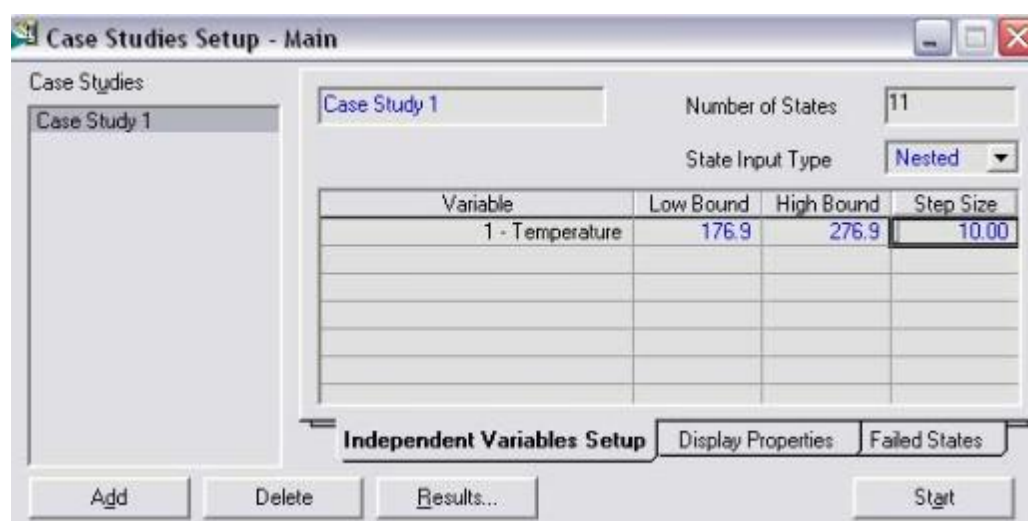 Case Studies Setup - Main
Case Studies
Case Study 1
Case Study 1
Number of States
11
State Input Type
Nested
Variable Low Bound High Bound Step Size
1 - Temperature 176.9 276.9 10.00
Independent Variables Setup Display Properties Failed States
Add Delete Results... Start